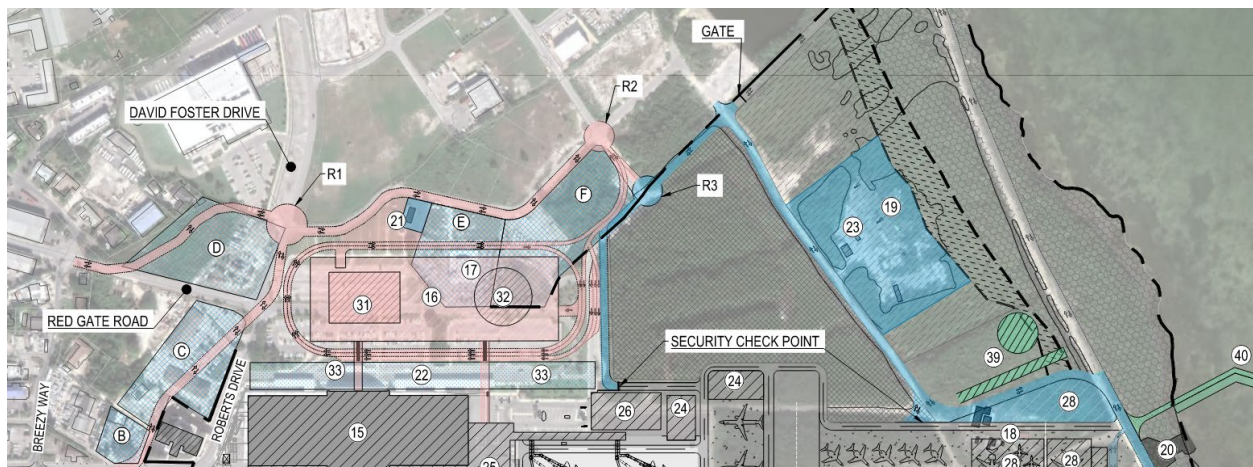 GATE
R2
DAVID FOSTER DRIVE
R1
R3
F
19
21
E
23
D
17
16
32
31
RED GATE ROAD
C
SECURITY CHECK POINT
39
40
33
22
33
24
28
BREEZY WAY
ROBERTS DRIVE
26
24
B
15
18
20
25
28
28